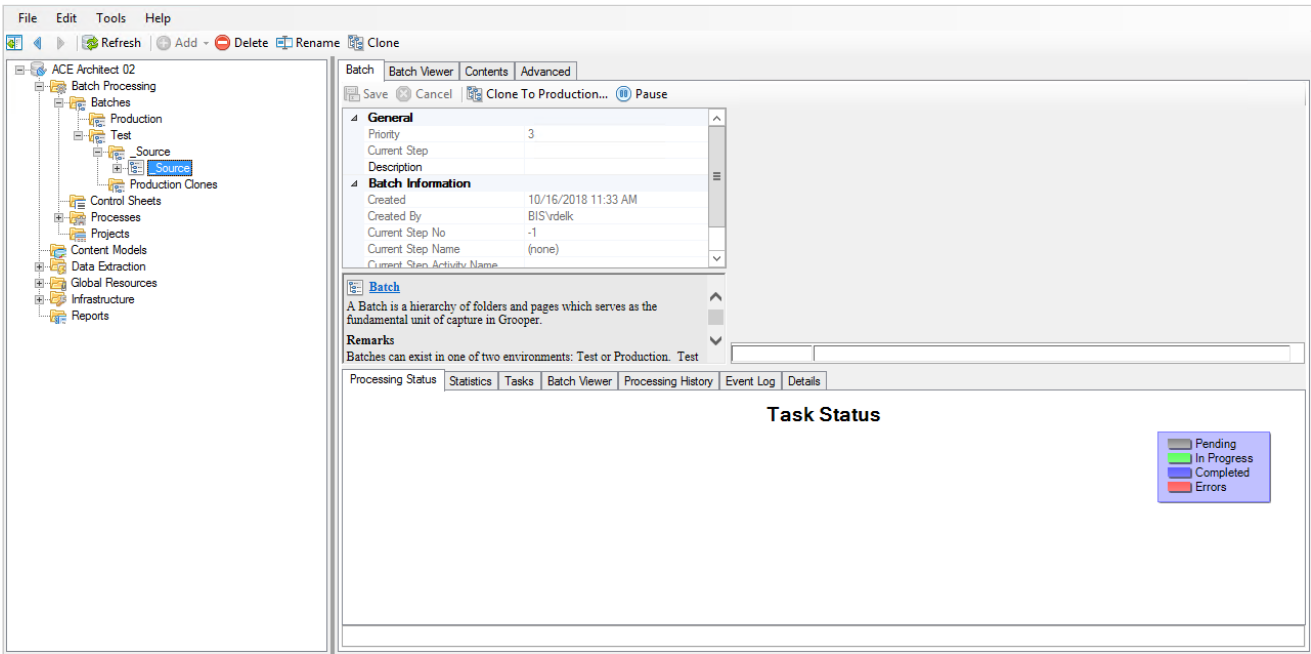 File Edit Tools Help
Refresh Add Delete Rename Clone
ACE Architect 02
Batch Processing
Batches
Production
Test
_Source
_Source
Production Clones
Control Sheets
Processes
Projects
Content Models
Data Extraction
Global Resources
Infrastructure
Reports
Batch Batch Viewer Contents Advanced
Save Cancel Clone To Production... Pause
General
Priority 3
Current Step
Description
Batch Information
Created 10/16/2018 11:33 AM
Created By BIS\rdelk
Current Step No -1
Current Step Name (none)
Current Step Activity Name
Batch
A Batch is a hierarchy of folders and pages which serves as the
fundamental unit of capture in Grooper.
Remarks
Batches can exist in one of two environments: Test or Production. Test
Processing Status Statistics Tasks Batch Viewer Processing History Event Log Details
Task Status
Pending
In Progress
Completed
Errors